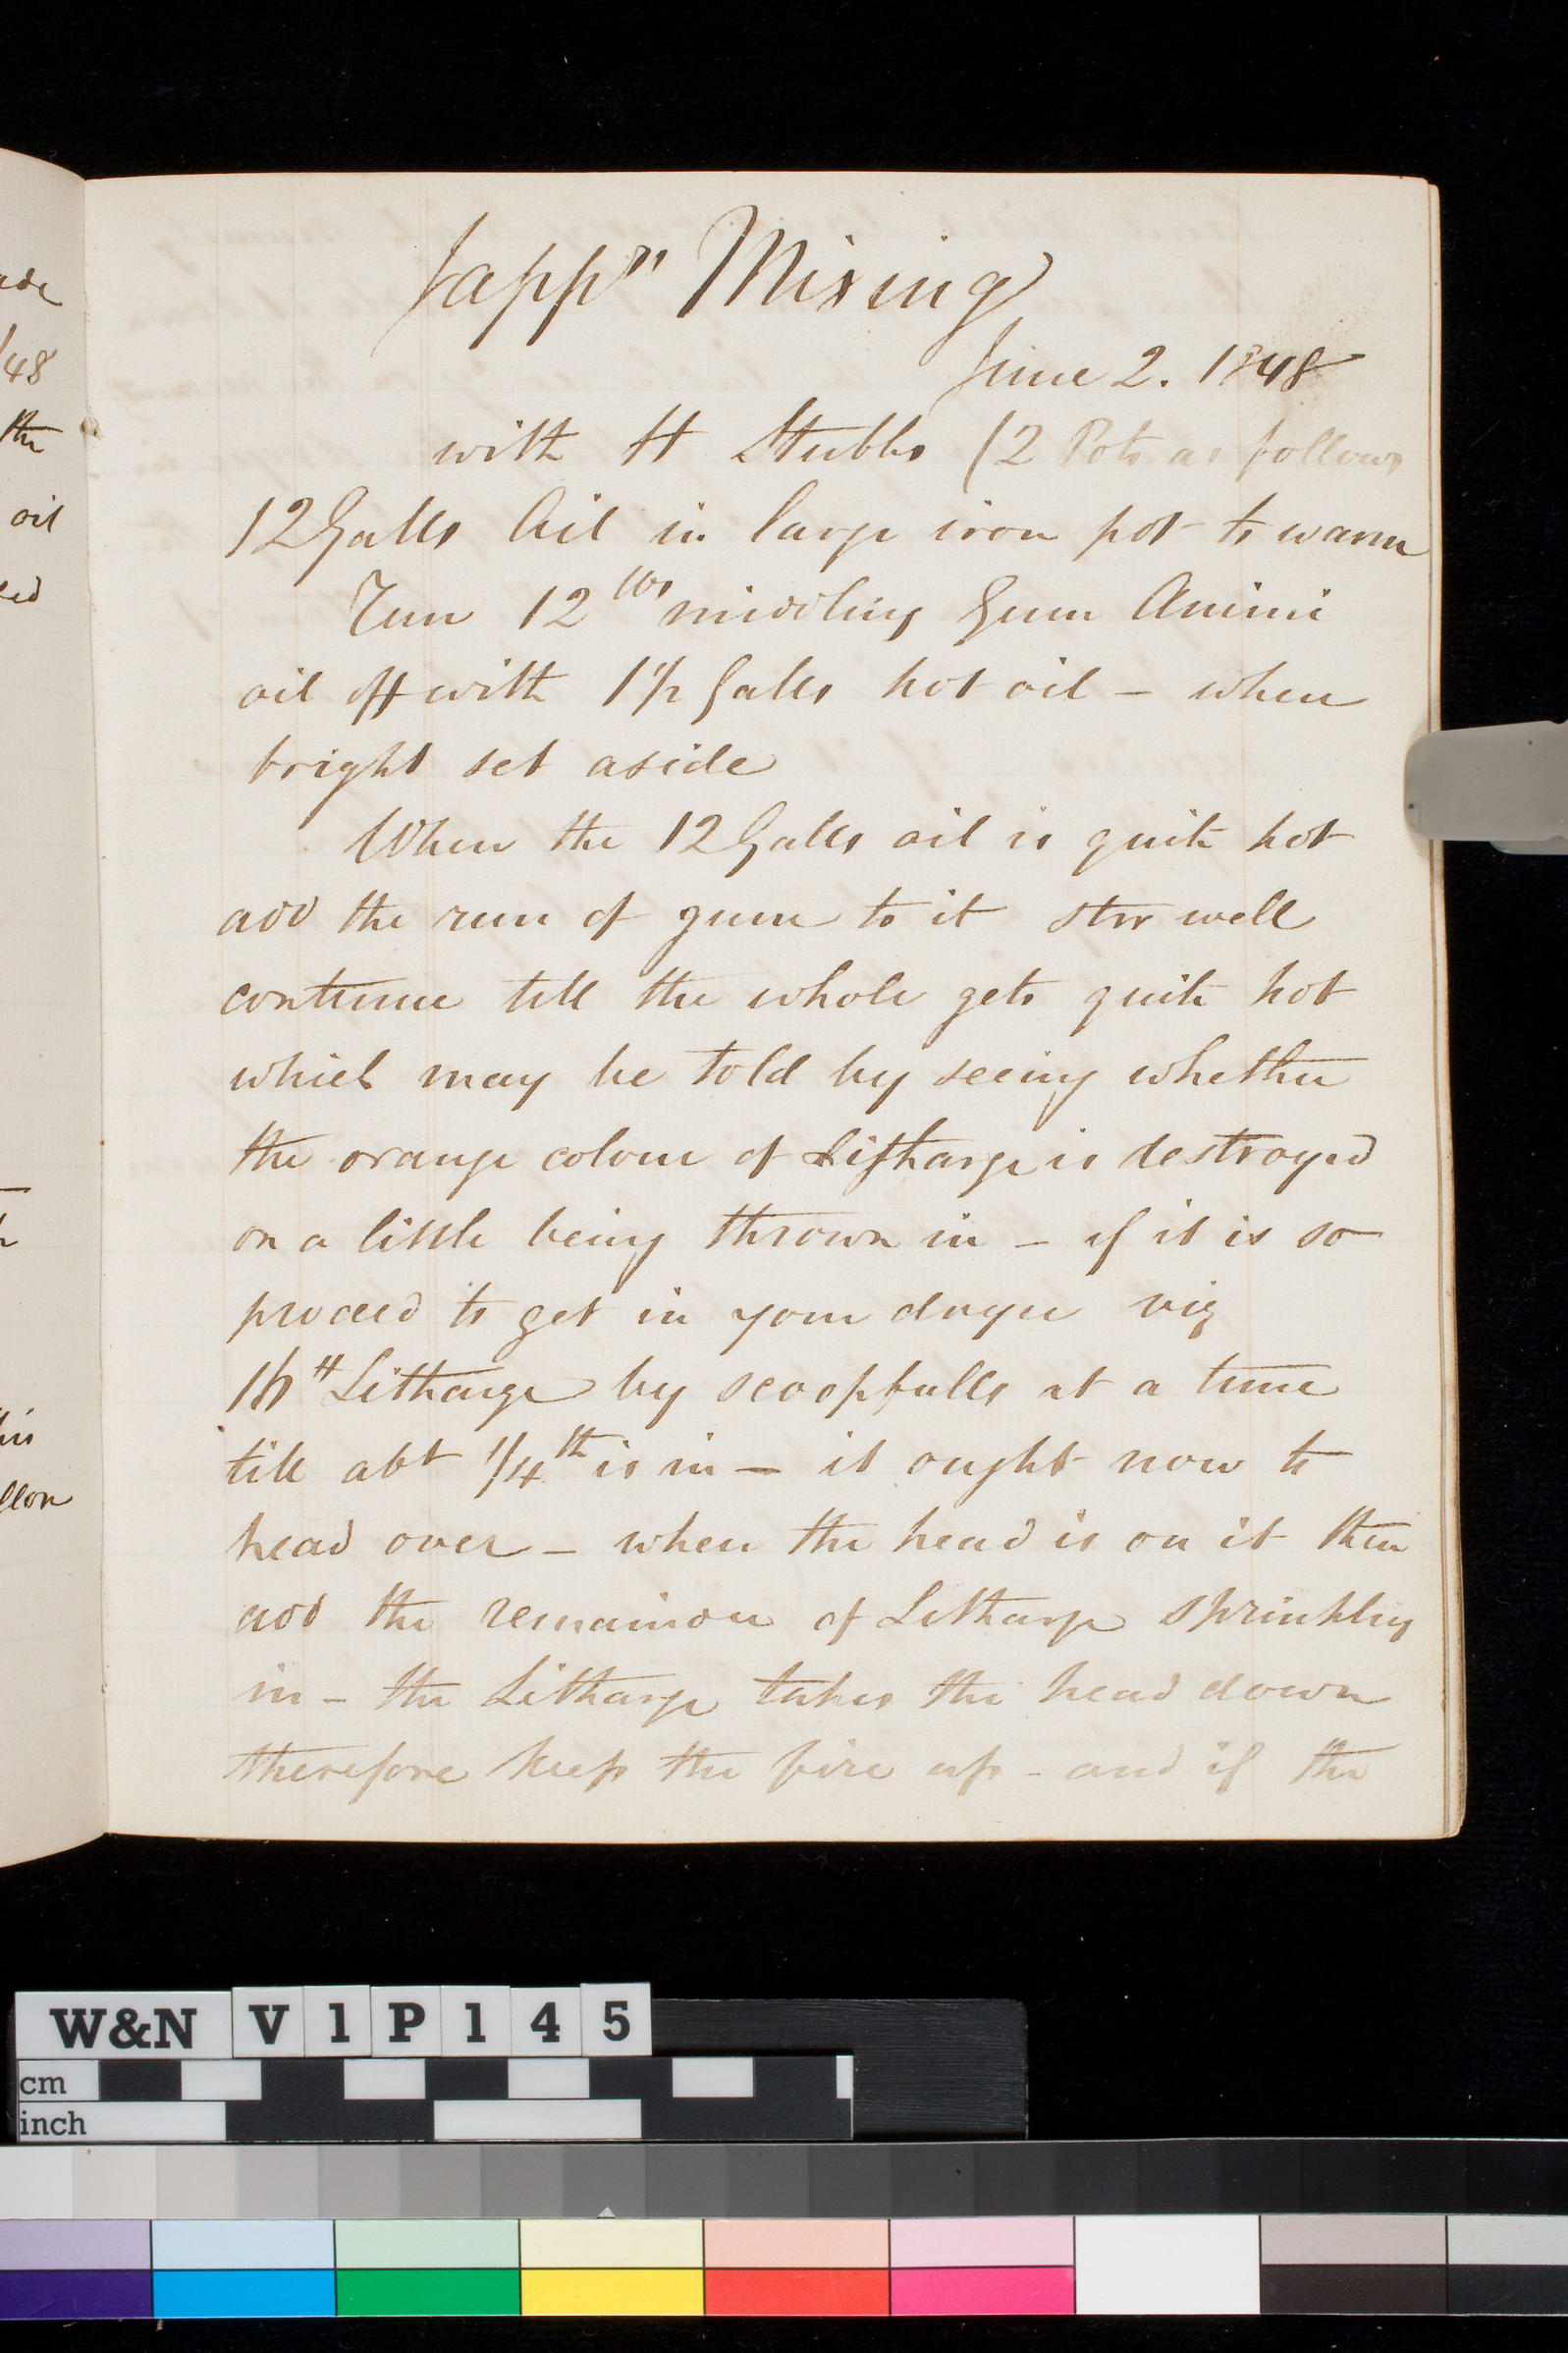 Jappn Mixing
June 2. 1848
with H Stubbs (2 Pots as follows
12 Galls Oil in large iron pot to warm
Run 12 lbs middling Gum Animi
oil off with 1½ Galls hot oil – when
bright set aside
When the 12 Galls oil is quite hot
add the run of gum to it stir well
continue till the whole gets quite hot
which may be told by seeing whether
the orange colour of Litharge is destroyed
on a little being thrown in – if it is so
proceed to get in your dryer viz
Litharge by scoopfulls at a time
till abt 1/4th is in – it ought now to
head over – when the head is on it then
add the remainder of Litharge sprinkling
in – the Litharge takes the head down
therefore keep the fire up – and if the
ade
/48
the
oil
ed
his
llon
W&N V1P145
cm
inch